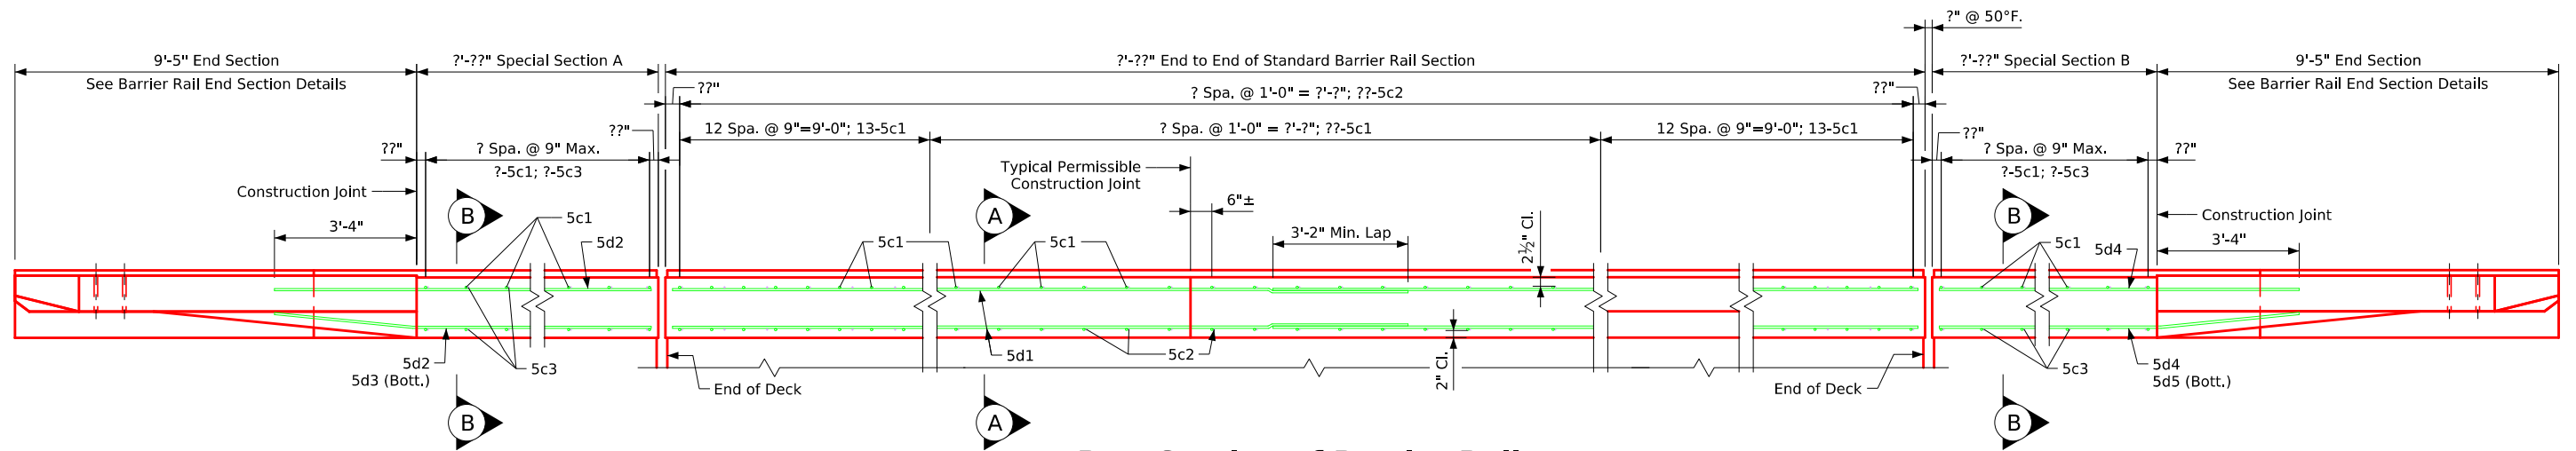 ?" @ 50°F.
9'-5" End Section
?'-??" Special Section A
?'-??" End to End of Standard Barrier Rail Section
?'-??" Special Section B
9'-5" End Section
See Barrier Rail End Section Details
See Barrier Rail End Section Details
??"
? Spa. @ 1'-0" = ?'-?"; ??-5c2
??"
??"
12 Spa. @ 9"=9'-0"; 13-5c1
? Spa. @ 1'-0" = ?'-?"; ??-5c1
12 Spa. @ 9"=9'-0"; 13-5c1
??"
??"
? Spa. @ 9" Max.
?-5c1; ?-5c3
? Spa. @ 9" Max.
?-5c1; ?-5c3
??"
Typical Permissible
Construction Joint
Construction Joint
6"±
B
A
B
Construction Joint
5c1
3'-4"
5d2
5c1
5c1
3'-2" Min. Lap
2½" Cl.
5c1
5d4
3'-4"
5d2
5d3 (Bott.)
5c3
5d1
5c2
2" Cl.
5c3
5d4
5d5 (Bott.)
End of Deck
End of Deck
B
A
B